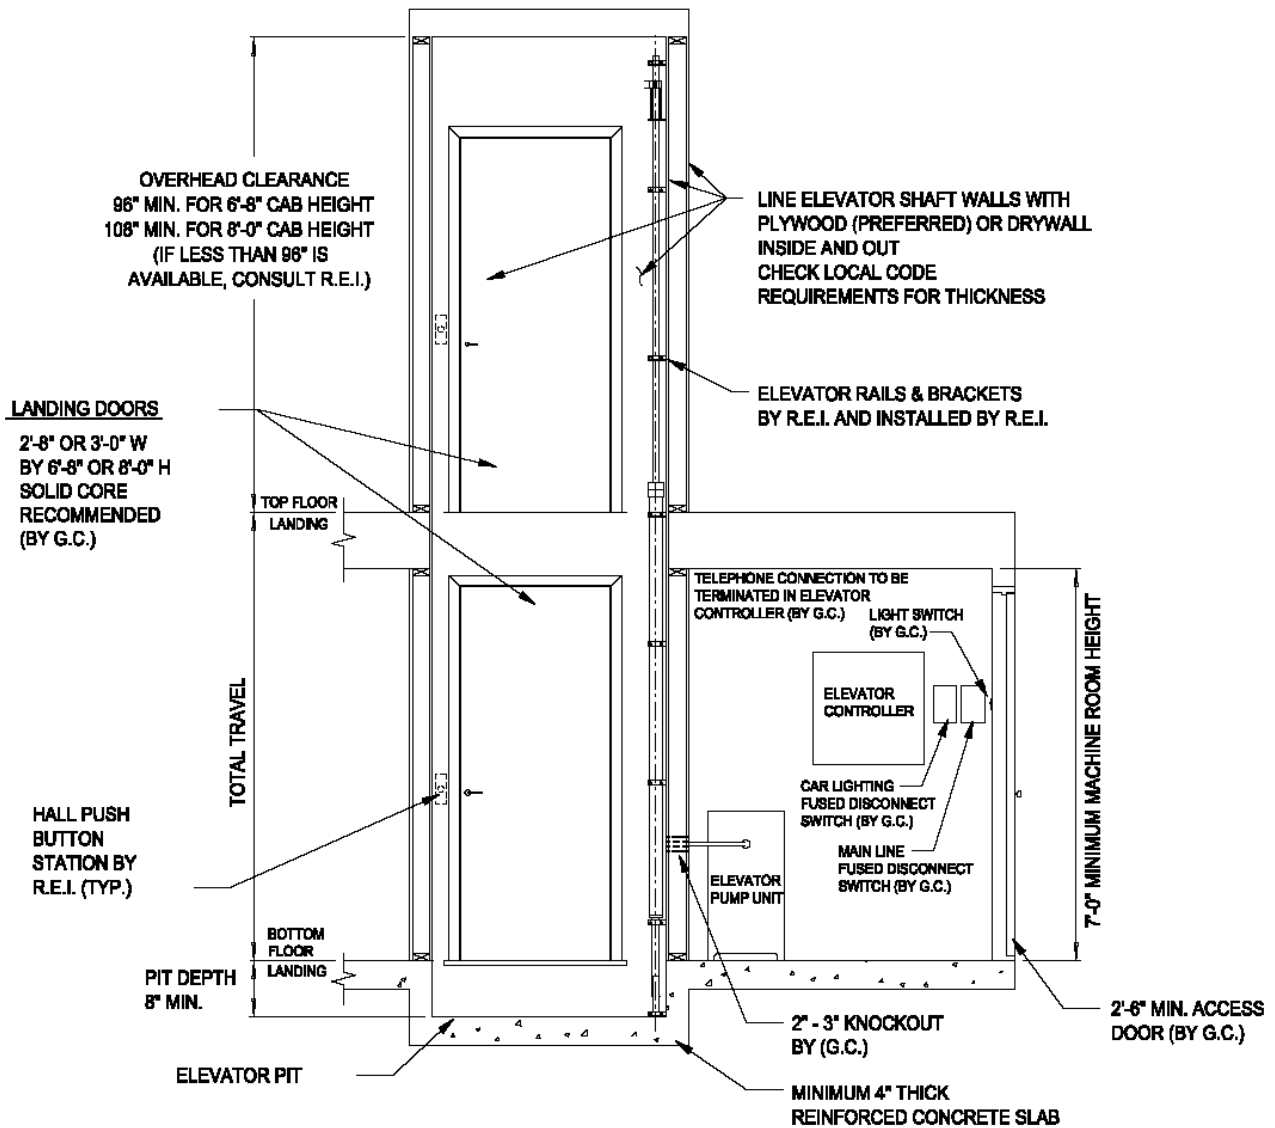 OVERHEAD CLEARANCE
96" MIN. FOR 6'-8" CAB HEIGHT
108" MIN. FOR 8'-0" CAB HEIGHT
(IF LESS THAN 96" IS
AVAILABLE, CONSULT R.E.I.)
LINE ELEVATOR SHAFT WALLS WITH
PLYWOOD (PREFERRED) OR DRYWALL
INSIDE AND OUT
CHECK LOCAL CODE
REQUIREMENTS FOR THICKNESS
ELEVATOR RAILS & BRACKETS
BY R.E.I. AND INSTALLED BY R.E.I.
LANDING DOORS
2'-8" OR 3'-0" W
BY 6'-8" OR 8'-0" H
SOLID CORE
RECOMMENDED
(BY G.C.)
TOP FLOOR
LANDING
TELEPHONE CONNECTION TO BE
TERMINATED IN ELEVATOR
CONTROLLER (BY G.C.)
LIGHT SWITCH
(BY G.C.)
ELEVATOR
CONTROLLER
CAR LIGHTING
FUSED DISCONNECT
SWITCH (BY G.C.)
MAIN LINE
FUSED DISCONNECT
SWITCH (BY G.C.)
7'-0" MINIMUM MACHINE ROOM HEIGHT
TOTAL TRAVEL
HALL PUSH
BUTTON
STATION BY
R.E.I. (TYP.)
ELEVATOR
PUMP UNIT
BOTTOM
FLOOR
LANDING
PIT DEPTH
8" MIN.
ELEVATOR PIT
2" - 3" KNOCKOUT
BY (G.C.)
2'-6" MIN. ACCESS
DOOR (BY G.C.)
MINIMUM 4" THICK
REINFORCED CONCRETE SLAB